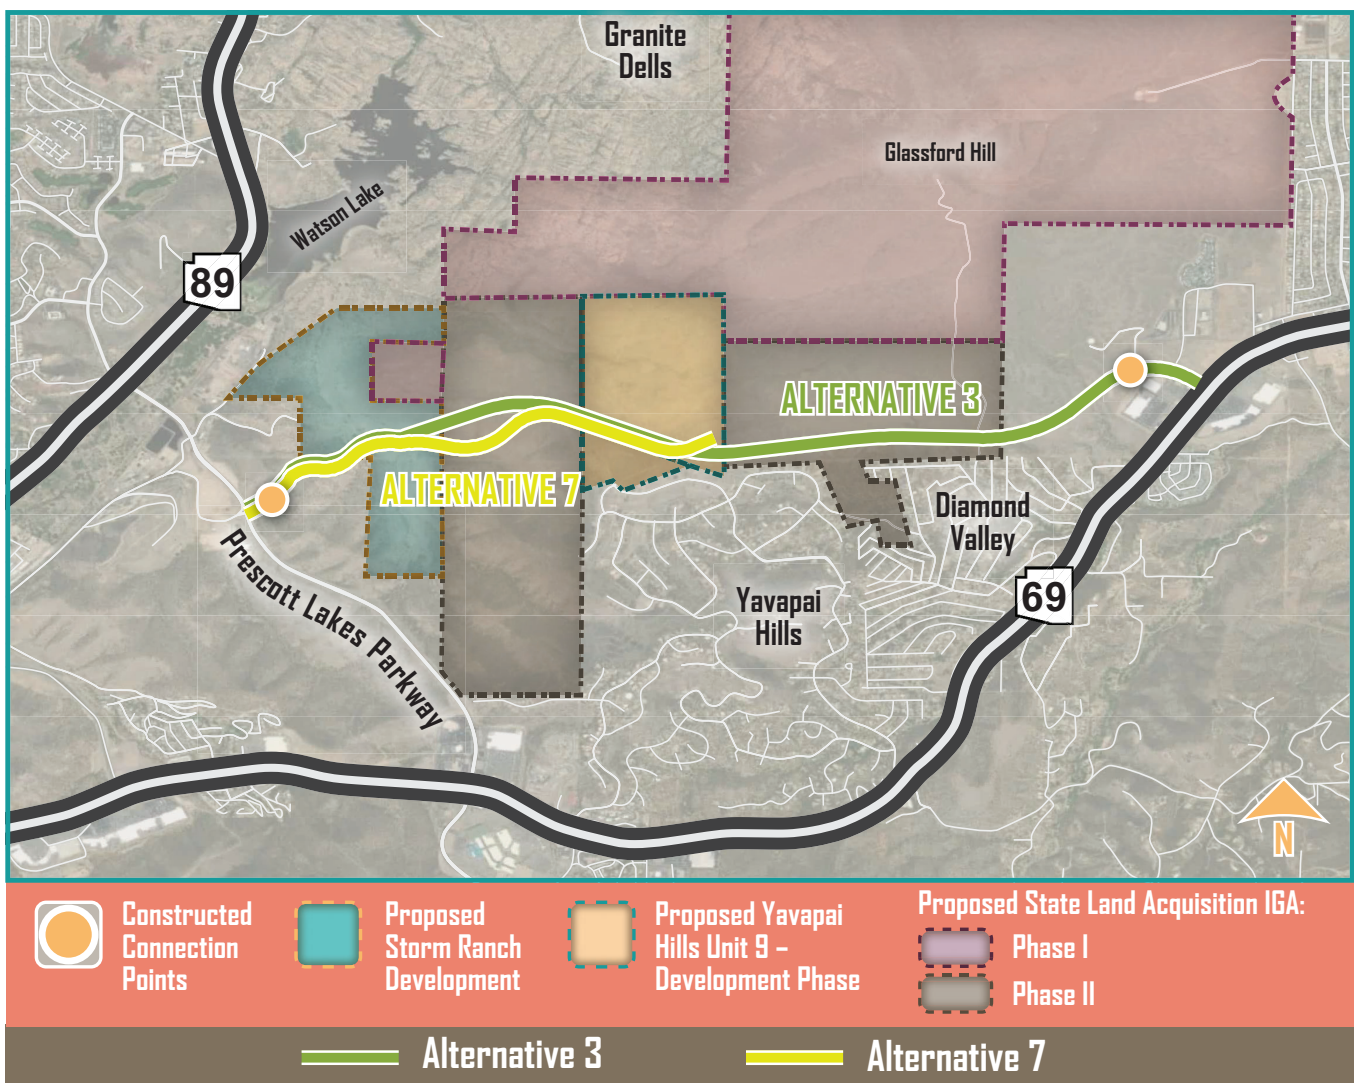 Granite
Dells
Glassford Hill
Watson Lake
89
ALTERNATIVE 3
ALTERNATIVE 7
Diamond
Valley
Prescott Lakes Parkway
Yavapai
Hills
69
N
Constructed
Connection
Points
Proposed
Storm Ranch
Development
Proposed Yavapai
Hills Unit 9 –
Development Phase
Proposed State Land Acquisition IGA:
Phase I
Phase II
Alternative 3
Alternative 7